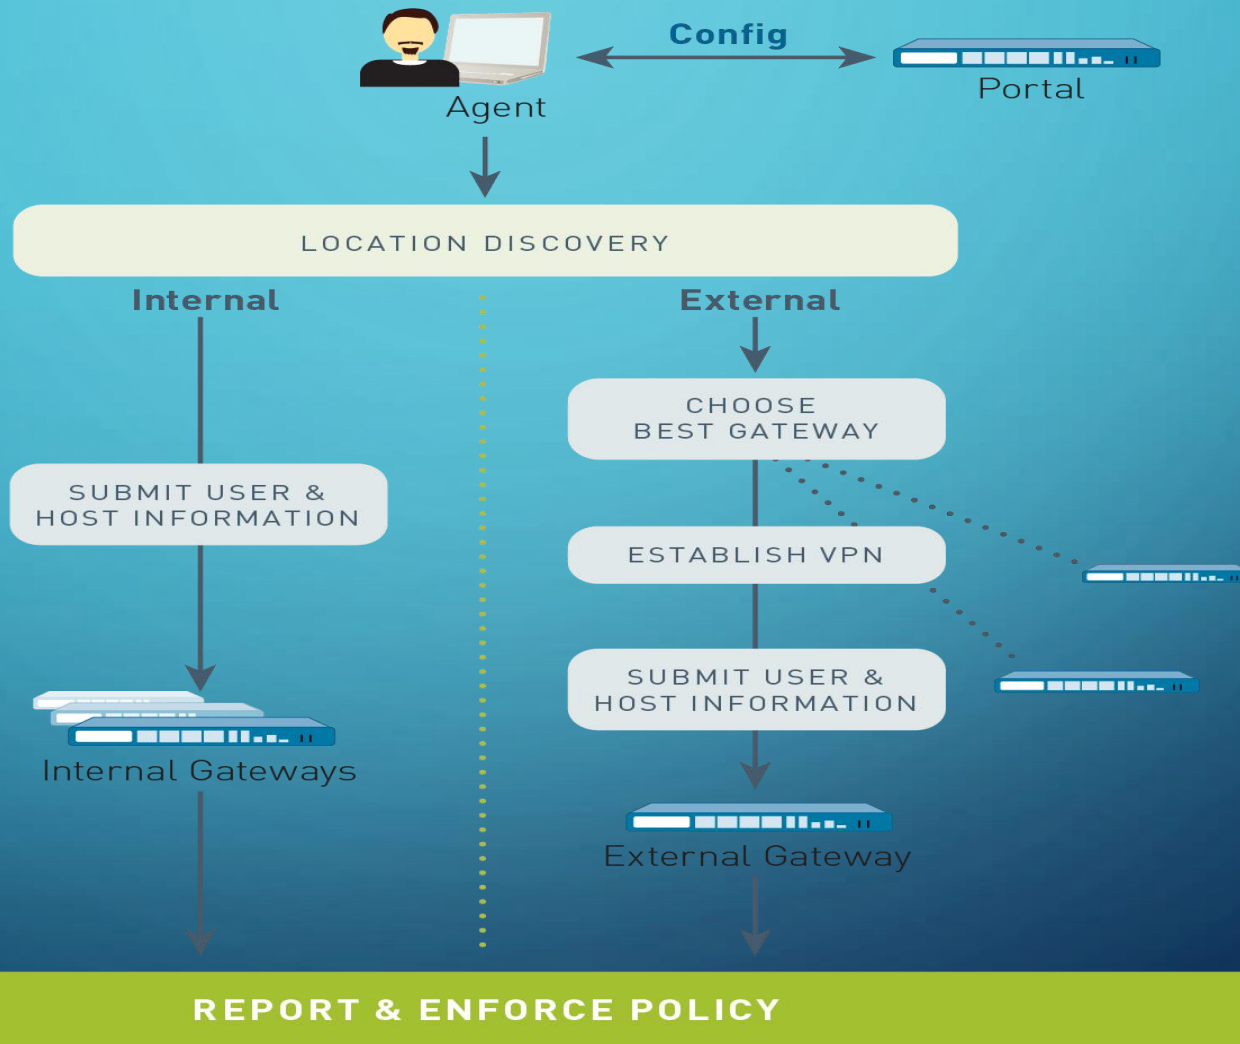 Config
Agent
Portal
LOCATION DISCOVERY
Internal
External
CHOOSE
BEST GATEWAY
SUBMIT USER &
HOST INFORMATION
ESTABLISH VPN
SUBMIT USER &
HOST INFORMATION
Internal Gateways
External Gateway
REPORT & ENFORCE POLICY